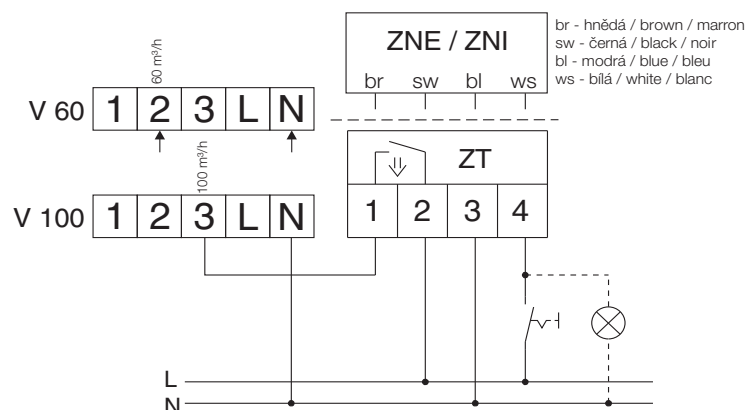 60 m³/h
V 60 1 2 3 L N
100 m³/h
V 100 1 2 3 L N
ZNE / ZNI
br sw bl ws
br - hnědá / brown / marron
sw - černá / black / noir
bl - modrá / blue / bleu
ws - bílá / white / blanc
ZT
1 2 3 4
L
N